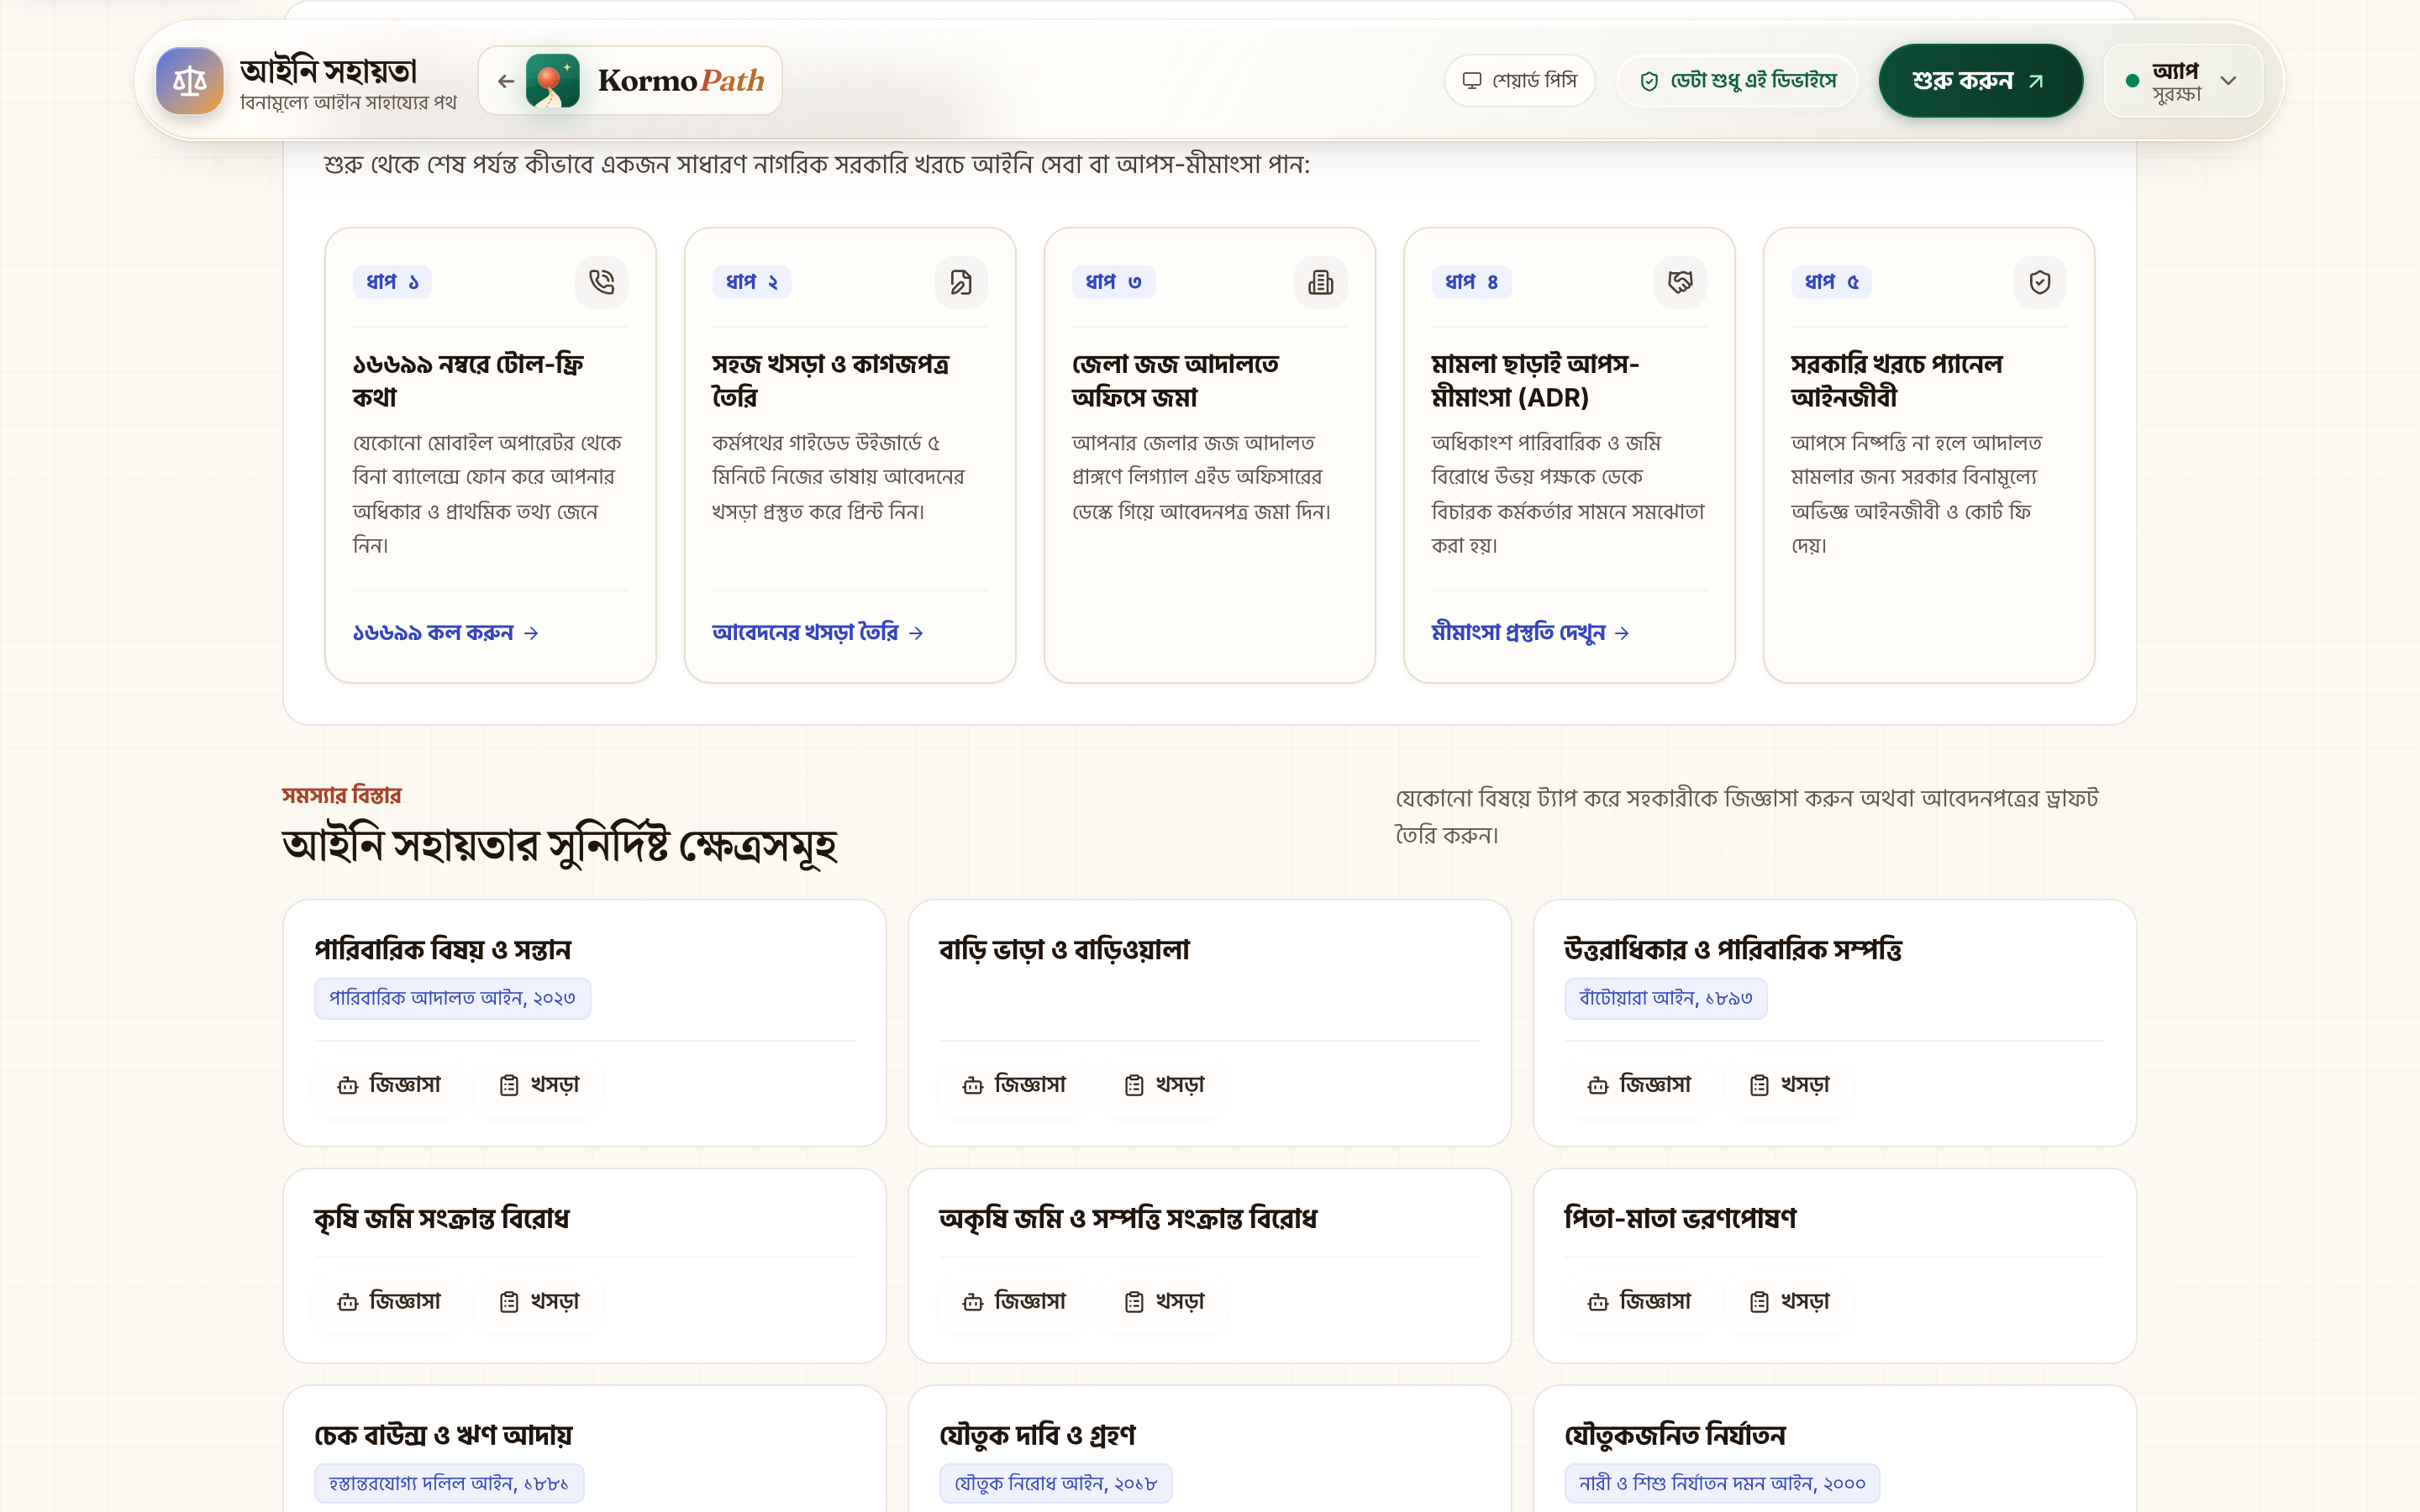 আইনি সহায়তা
বিনামূল্যে আইনি সাহায্যের পথ
KormoPath
শেয়ার্ড পিসি
ডেটা শুধু এই ডিভাইসে
শুরু করুন
অ্যাপ
সুরক্ষা
শুরু থেকে শেষ পর্যন্ত কীভাবে একজন সাধারণ নাগরিক সরকারি খরচে আইনি সেবা বা আপস-মীমাংসা পান:
ধাপ ১
১৬৬৯৯ নম্বরে টোল-ফ্রি
কথা
যেকোনো মোবাইল অপারেটর থেকে
বিনা ব্যালেন্সে ফোন করে আপনার
অধিকার ও প্রাথমিক তথ্য জেনে
নিন।
১৬৬৯৯ কল করুন
ধাপ ২
সহজ খসড়া ও কাগজপত্র
তৈরি
কর্মপথের গাইডেড উইজার্ডে ৫
মিনিটে নিজের ভাষায় আবেদনের
খসড়া প্রস্তুত করে প্রিন্ট নিন।
আবেদনের খসড়া তৈরি
ধাপ ৩
জেলা জজ আদালতে
অফিসে জমা
আপনার জেলার জজ আদালত
প্রাঙ্গণে লিগ্যাল এইড অফিসারের
ডেস্কে গিয়ে আবেদনপত্র জমা দিন।
ধাপ ৪
মামলা ছাড়াই আপস-
মীমাংসা (ADR)
অধিকাংশ পারিবারিক ও জমি
বিরোধে উভয় পক্ষকে ডেকে
বিচারক কর্মকর্তার সামনে সমঝোতা
করা হয়।
মীমাংসা প্রস্তুতি দেখুন
ধাপ ৫
সরকারি খরচে প্যানেল
আইনজীবী
আপসে নিষ্পত্তি না হলে আদালত
মামলার জন্য সরকার বিনামূল্যে
অভিজ্ঞ আইনজীবী ও কোর্ট ফি
দেয়।
সমস্যার বিস্তার
আইনি সহায়তার সুনির্দিষ্ট ক্ষেত্রসমূহ
যেকোনো বিষয়ে ট্যাপ করে সহকারীকে জিজ্ঞাসা করুন অথবা আবেদনপত্রের ড্রাফট
তৈরি করুন।
পারিবারিক বিষয় ও সন্তান
পারিবারিক আদালত আইন, ২০২৩
জিজ্ঞাসা
খসড়া
বাড়ি ভাড়া ও বাড়িওয়ালা
জিজ্ঞাসা
খসড়া
উত্তরাধিকার ও পারিবারিক সম্পত্তি
বাঁটোয়ারা আইন, ১৮৯৩
জিজ্ঞাসা
খসড়া
কৃষি জমি সংক্রান্ত বিরোধ
জিজ্ঞাসা
খসড়া
অকৃষি জমি ও সম্পত্তি সংক্রান্ত বিরোধ
জিজ্ঞাসা
খসড়া
পিতা-মাতা ভরণপোষণ
জিজ্ঞাসা
খসড়া
চেক বাউন্স ও ঋণ আদায়
হস্তান্তরযোগ্য দলিল আইন, ১৮৮১
যৌতুক দাবি ও গ্রহণ
যৌতুক নিরোধ আইন, ২০১৮
যৌতুকজনিত নির্যাতন
নারী ও শিশু নির্যাতন দমন আইন, ২০০০